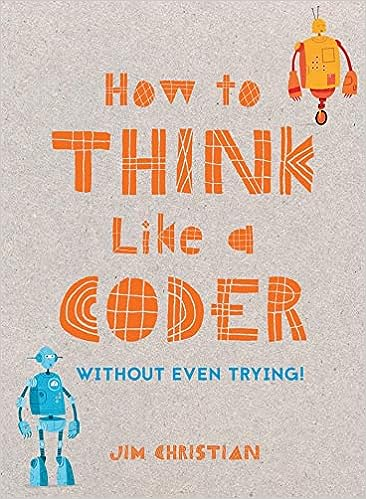 How to
THINK
Like a
CODER
WITHOUT EVEN TRYING!
JIM CHRISTIAN